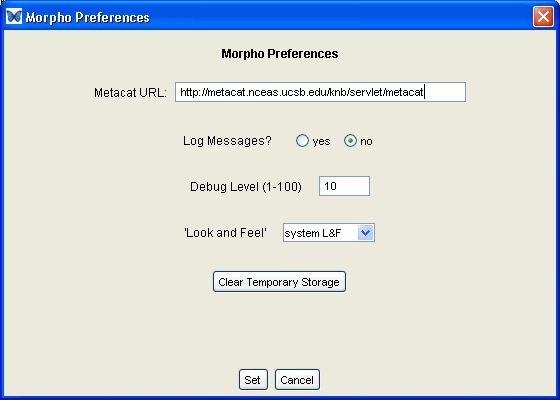 Morpho Preferences
Morpho Preferences
Metacat URL: http://metacat.nceas.ucsb.edu/knb/servlet/metacat
Log Messages? yes no
Debug Level (1-100) 10
'Look and Feel' system L&F
Clear Temporary Storage
Set Cancel